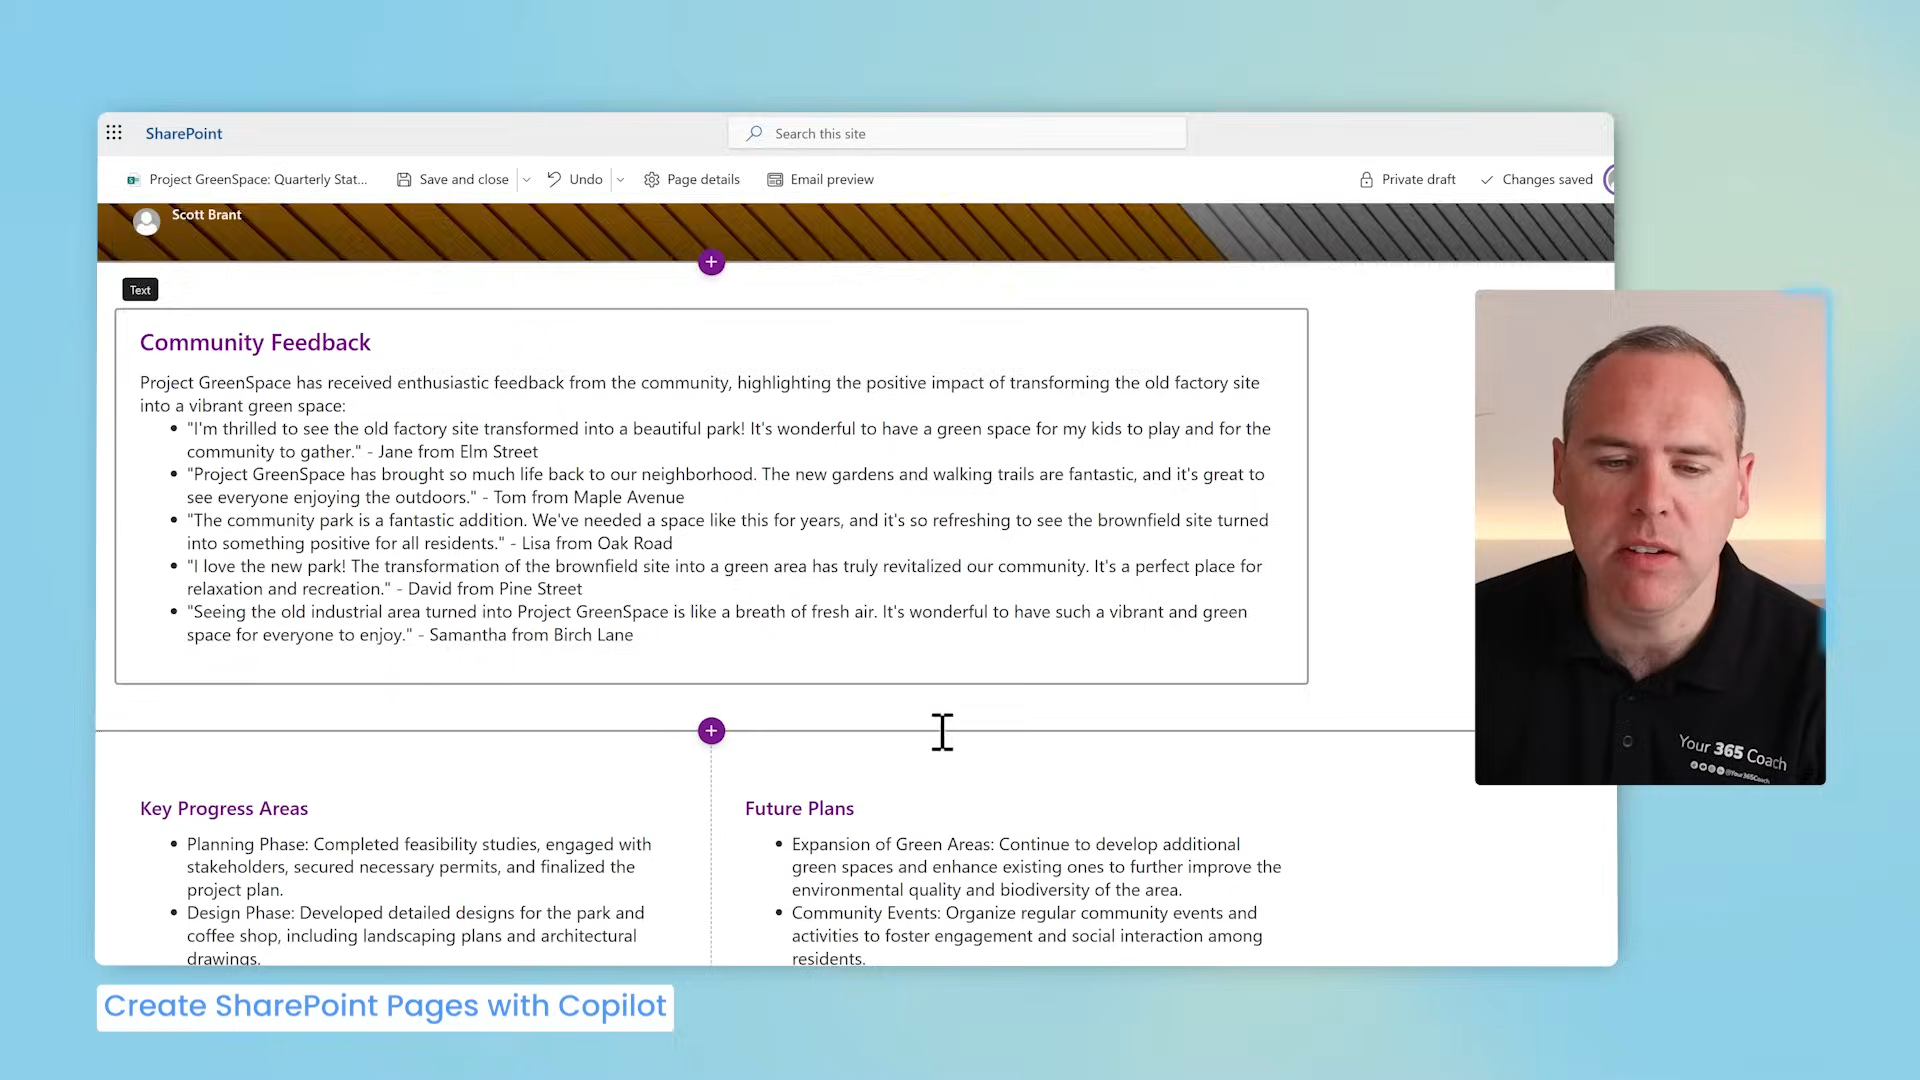 SharePoint
Search this site
Project GreenSpace: Quarterly Stat...
Save and close
Undo
Page details
Email preview
Private draft
Changes saved
Scott Brant
Text
Community Feedback
Project GreenSpace has received enthusiastic feedback from the community, highlighting the positive impact of transforming the old factory site
into a vibrant green space:
• "I'm thrilled to see the old factory site transformed into a beautiful park! It's wonderful to have a green space for my kids to play and for the
community to gather." - Jane from Elm Street
• "Project GreenSpace has brought so much life back to our neighborhood. The new gardens and walking trails are fantastic, and it's great to
see everyone enjoying the outdoors." - Tom from Maple Avenue
• "The community park is a fantastic addition. We've needed a space like this for years, and it's so refreshing to see the brownfield site turned
into something positive for all residents." - Lisa from Oak Road
• "I love the new park! The transformation of the brownfield site into a green area has truly revitalized our community. It's a perfect place for
relaxation and recreation." - David from Pine Street
• "Seeing the old industrial area turned into Project GreenSpace is like a breath of fresh air. It's wonderful to have such a vibrant and green
space for everyone to enjoy." - Samantha from Birch Lane
Key Progress Areas
• Planning Phase: Completed feasibility studies, engaged with
stakeholders, secured necessary permits, and finalized the
project plan.
• Design Phase: Developed detailed designs for the park and
coffee shop, including landscaping plans and architectural
drawings.
Future Plans
• Expansion of Green Areas: Continue to develop additional
green spaces and enhance existing ones to further improve the
environmental quality and biodiversity of the area.
• Community Events: Organize regular community events and
activities to foster engagement and social interaction among
residents.
Your 365 Coach
@Your365Coach
Create SharePoint Pages with Copilot